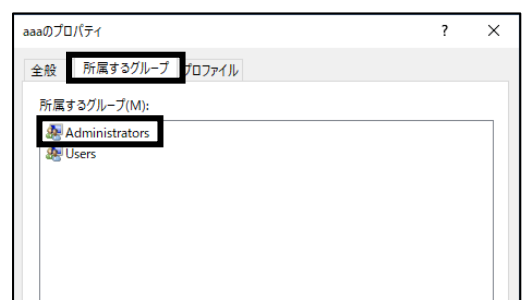 aaaのプロパティ
? ×
全般 所属するグループ プロファイル
所属するグループ(M):
Administrators
Users